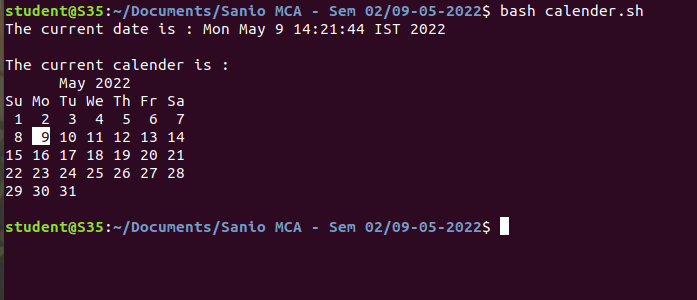 student@S35:~/Documents/Sanio MCA - Sem 02/09-05-2022$ bash calender.sh
The current date is : Mon May 9 14:21:44 IST 2022
The current calender is :
May 2022
Su Mo Tu We Th Fr Sa
1 2 3 4 5 6 7
8 9 10 11 12 13 14
15 16 17 18 19 20 21
22 23 24 25 26 27 28
29 30 31
student@S35:~/Documents/Sanio MCA - Sem 02/09-05-2022$